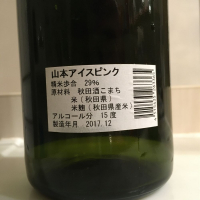 山本アイスピンク
精米歩合 29%
原材料 秋田酒こまち
米（秋田県）
米麹（秋田県産米）
アルコール分 15度
製造年月 2017.12